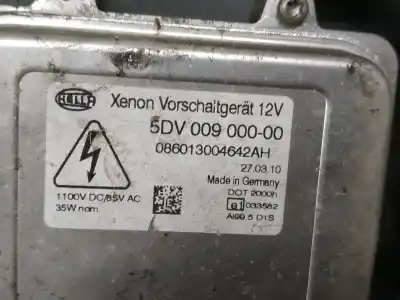 HELLA
Xenon Vorschaltgerät 12V
5DV 009 000-00
086013004642AH
27.03.10
Made in Germany
DOT 2000h
e1 033582
AI99.5 D1S
1100V DC/85V AC
35W nom.